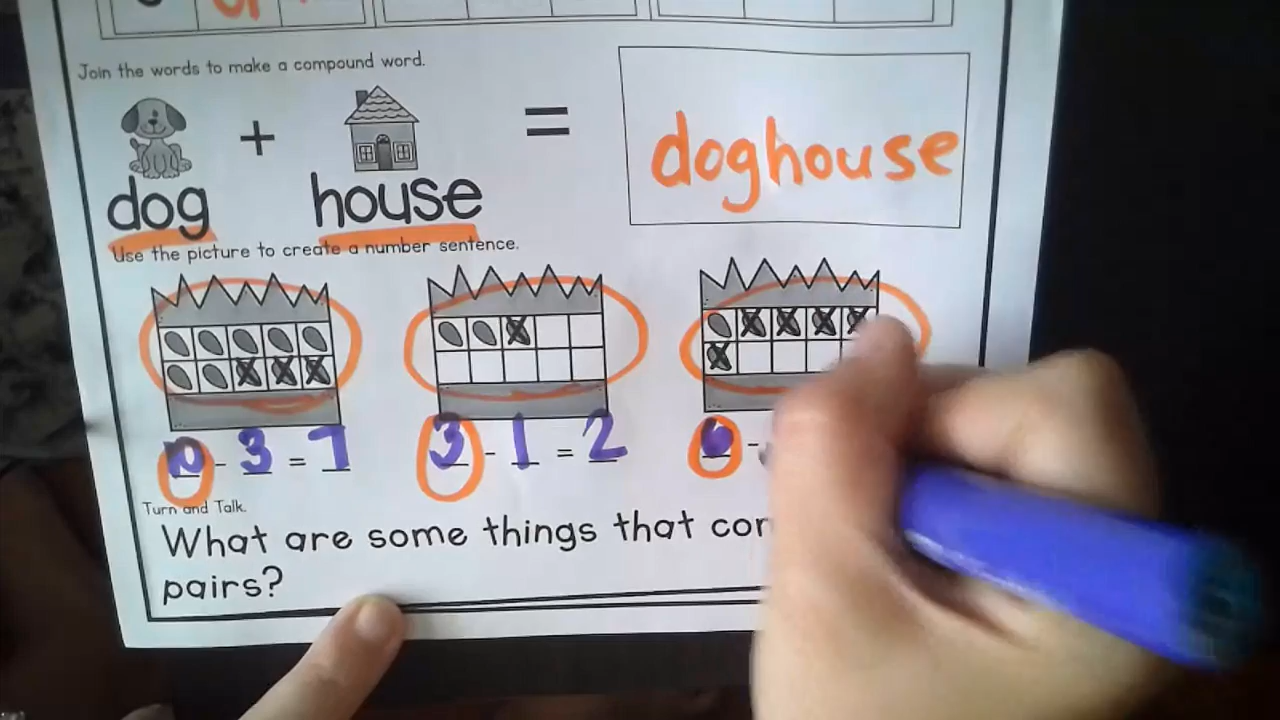 Join the words to make a compound word.
dog + house = doghouse
Use the picture to create a number sentence.
10 - 3 = 7 3 - 1 = 2 6 -
Turn and Talk.
What are some things that
pairs?